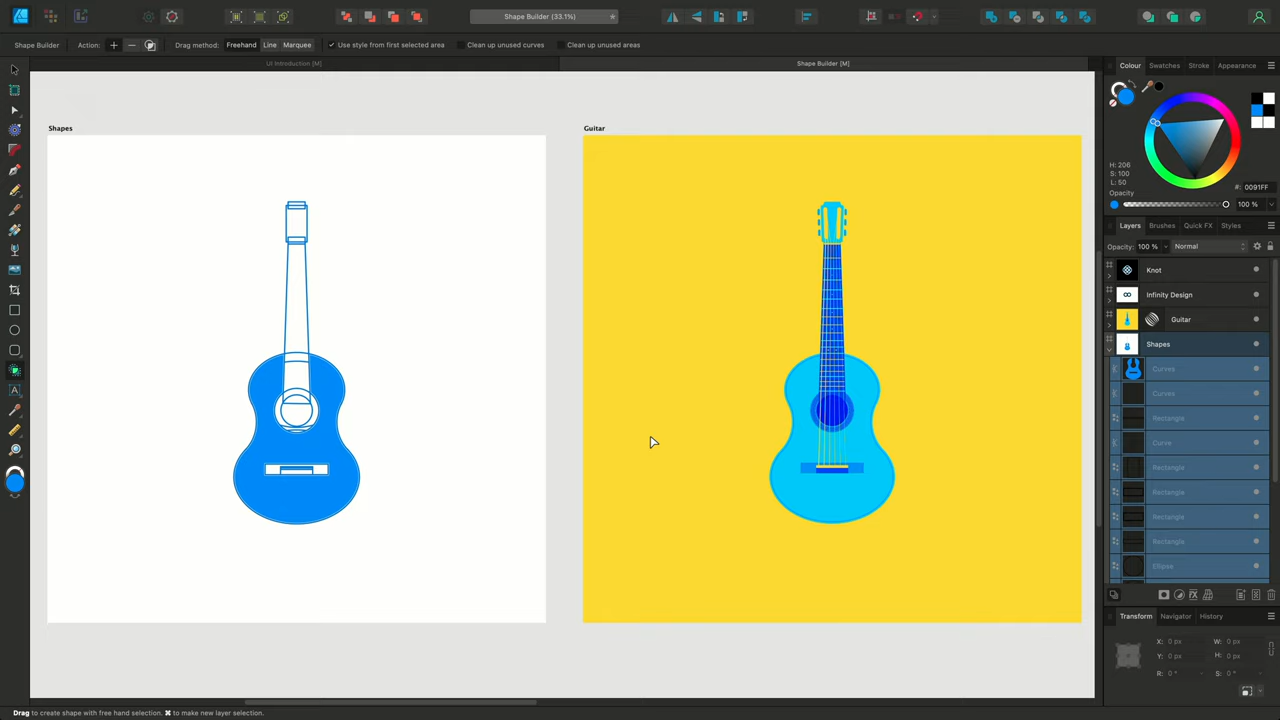 Shape Builder (33.1%)
Shape Builder
Action:
Drag method:
Freehand
Line
Marquee
Use style from first selected area
Clean up unused curves
Clean up unused areas
UI Introduction [M]
Shape Builder [M]
Colour
Swatches
Stroke
Appearance
H: 206
S: 100
L: 50
#: 0091FF
Opacity
100 %
Shapes
Guitar
Layers
Brushes
Quick FX
Styles
Opacity: 100 %
Normal
Knot
Infinity Design
Guitar
Shapes
Curves
Curves
Rectangle
Curve
Rectangle
Rectangle
Rectangle
Rectangle
Ellipse
Transform
Navigator
History
X: 0 px
W: 0 px
Y: 0 px
H: 0 px
R: 0 °
S: 0 °
Drag to create shape with free hand selection. ⌘ to make new layer selection.